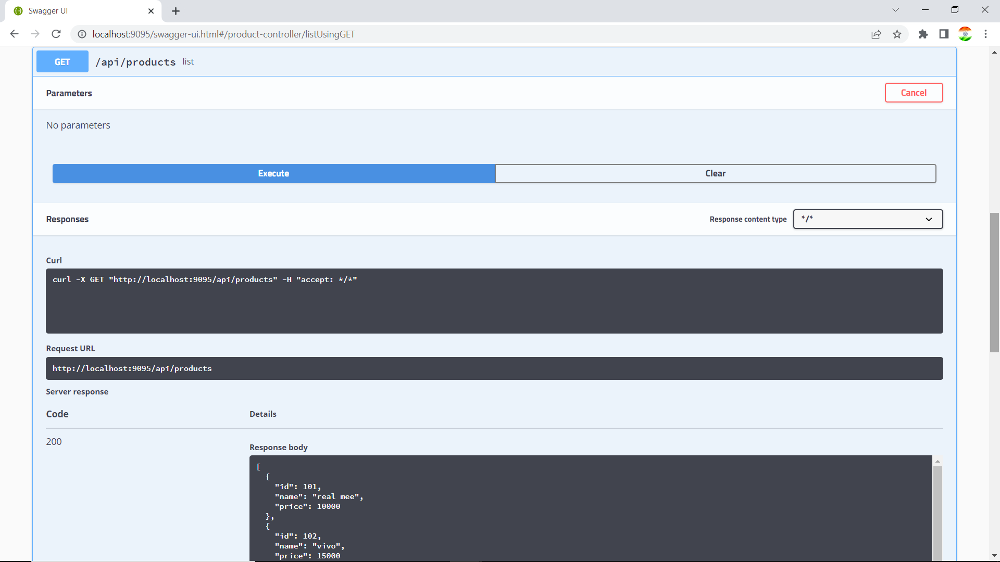 Swagger UI
localhost:9095/swagger-ui.html#/product-controller/listUsingGET
GET /api/products list
Parameters Cancel
No parameters
Execute Clear
Responses Response content type */*
Curl
curl -X GET "http://localhost:9095/api/products" -H "accept: */*"
Request URL
http://localhost:9095/api/products
Server response
Code Details
200
Response body
[
{
"id": 101,
"name": "real mee",
"price": 10000
},
{
"id": 102,
"name": "vivo",
"price": 15000